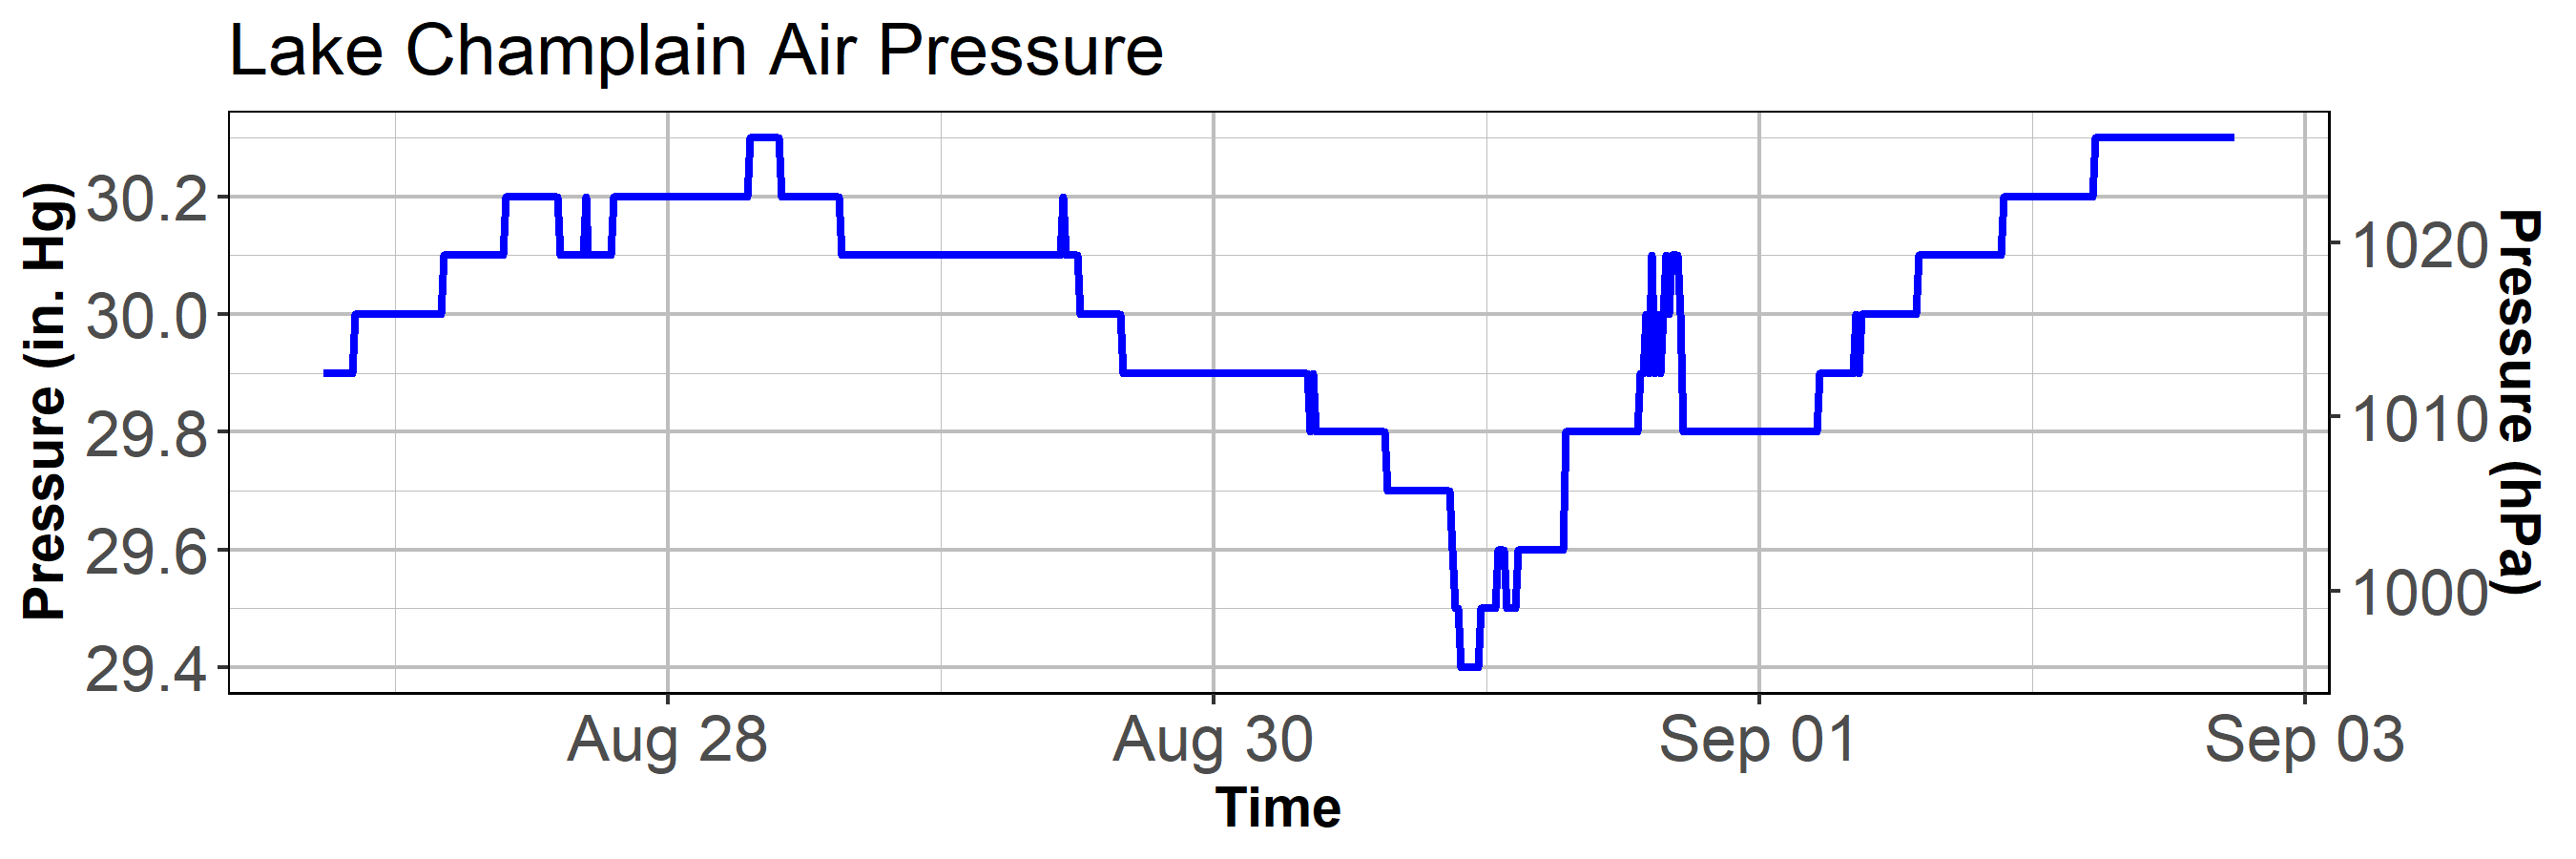 Lake Champlain Air Pressure
Pressure (in. Hg)
30.2
30.0
29.8
29.6
29.4
1020
1010
1000
Pressure (hPa)
Aug 28
Aug 30
Sep 01
Sep 03
Time